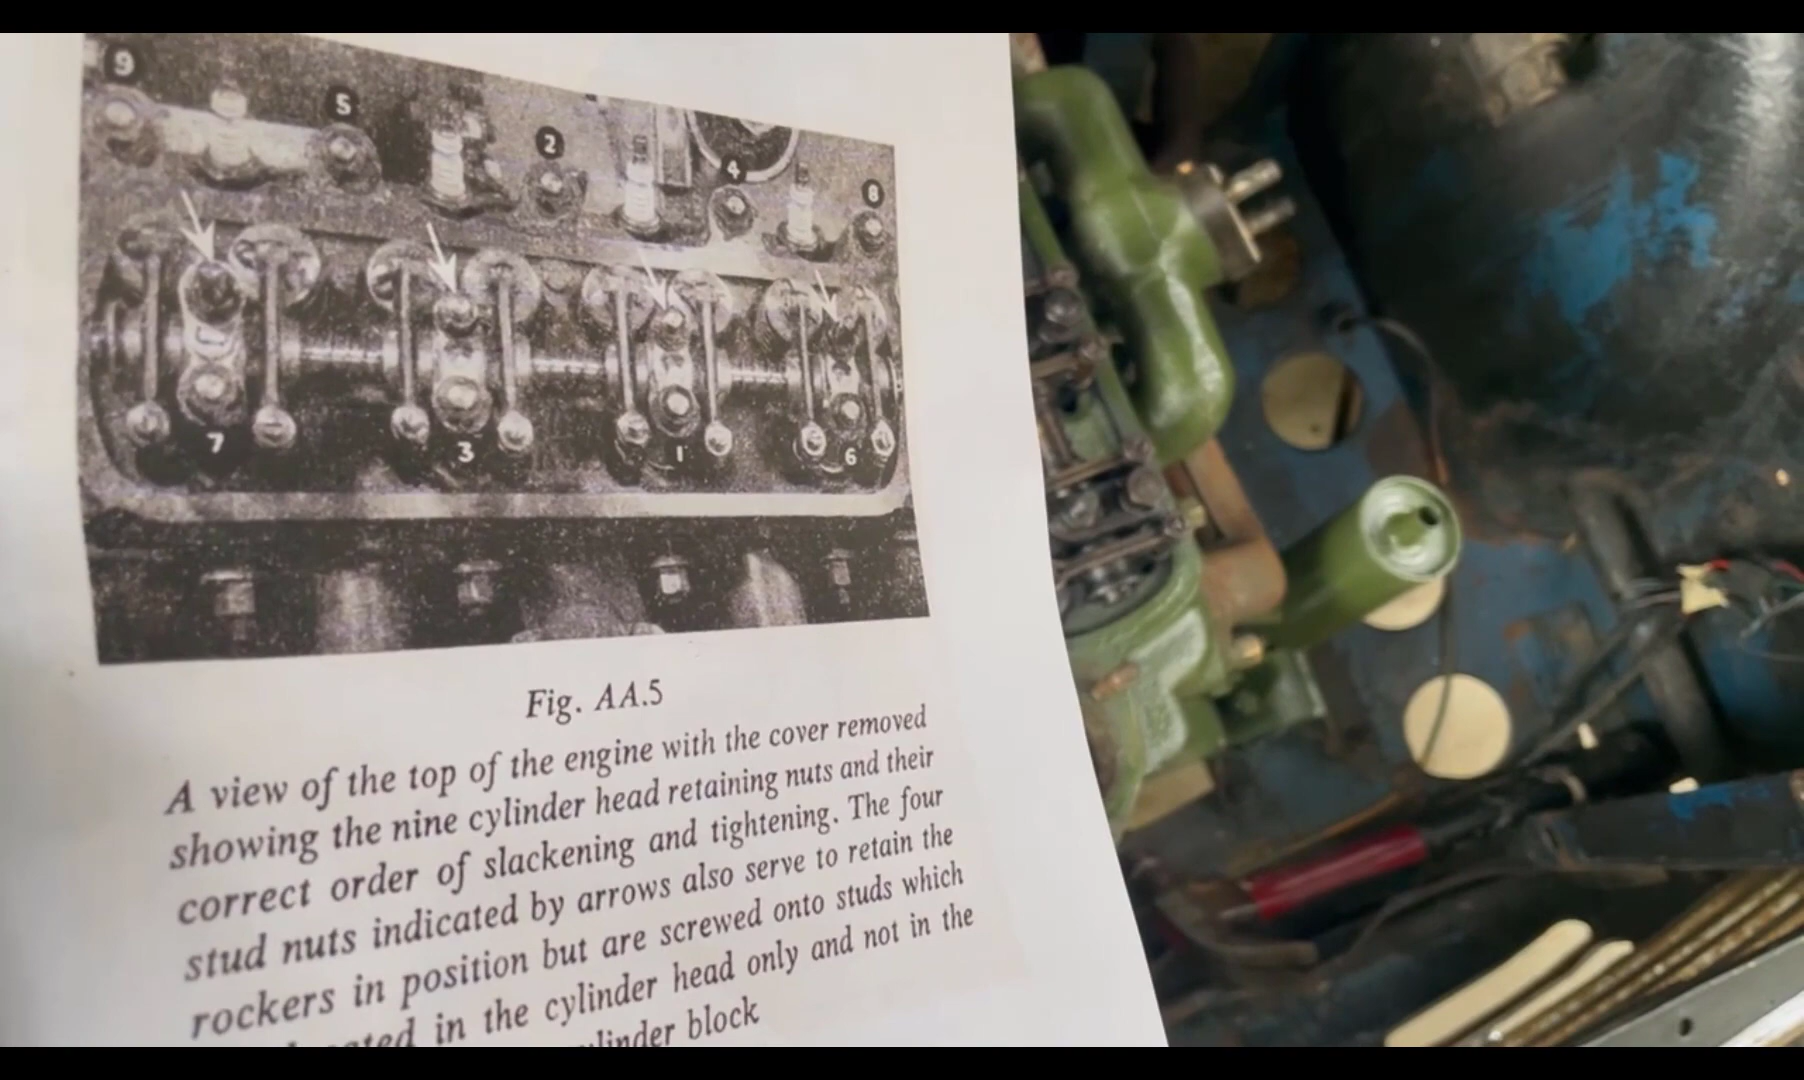 9
5
2
4
8
7
3
1
6
Fig. AA.5
A view of the top of the engine with the cover removed
showing the nine cylinder head retaining nuts and their
correct order of slackening and tightening. The four
stud nuts indicated by arrows also serve to retain the
rockers in position but are screwed onto studs which
in the cylinder head only and not in the
block